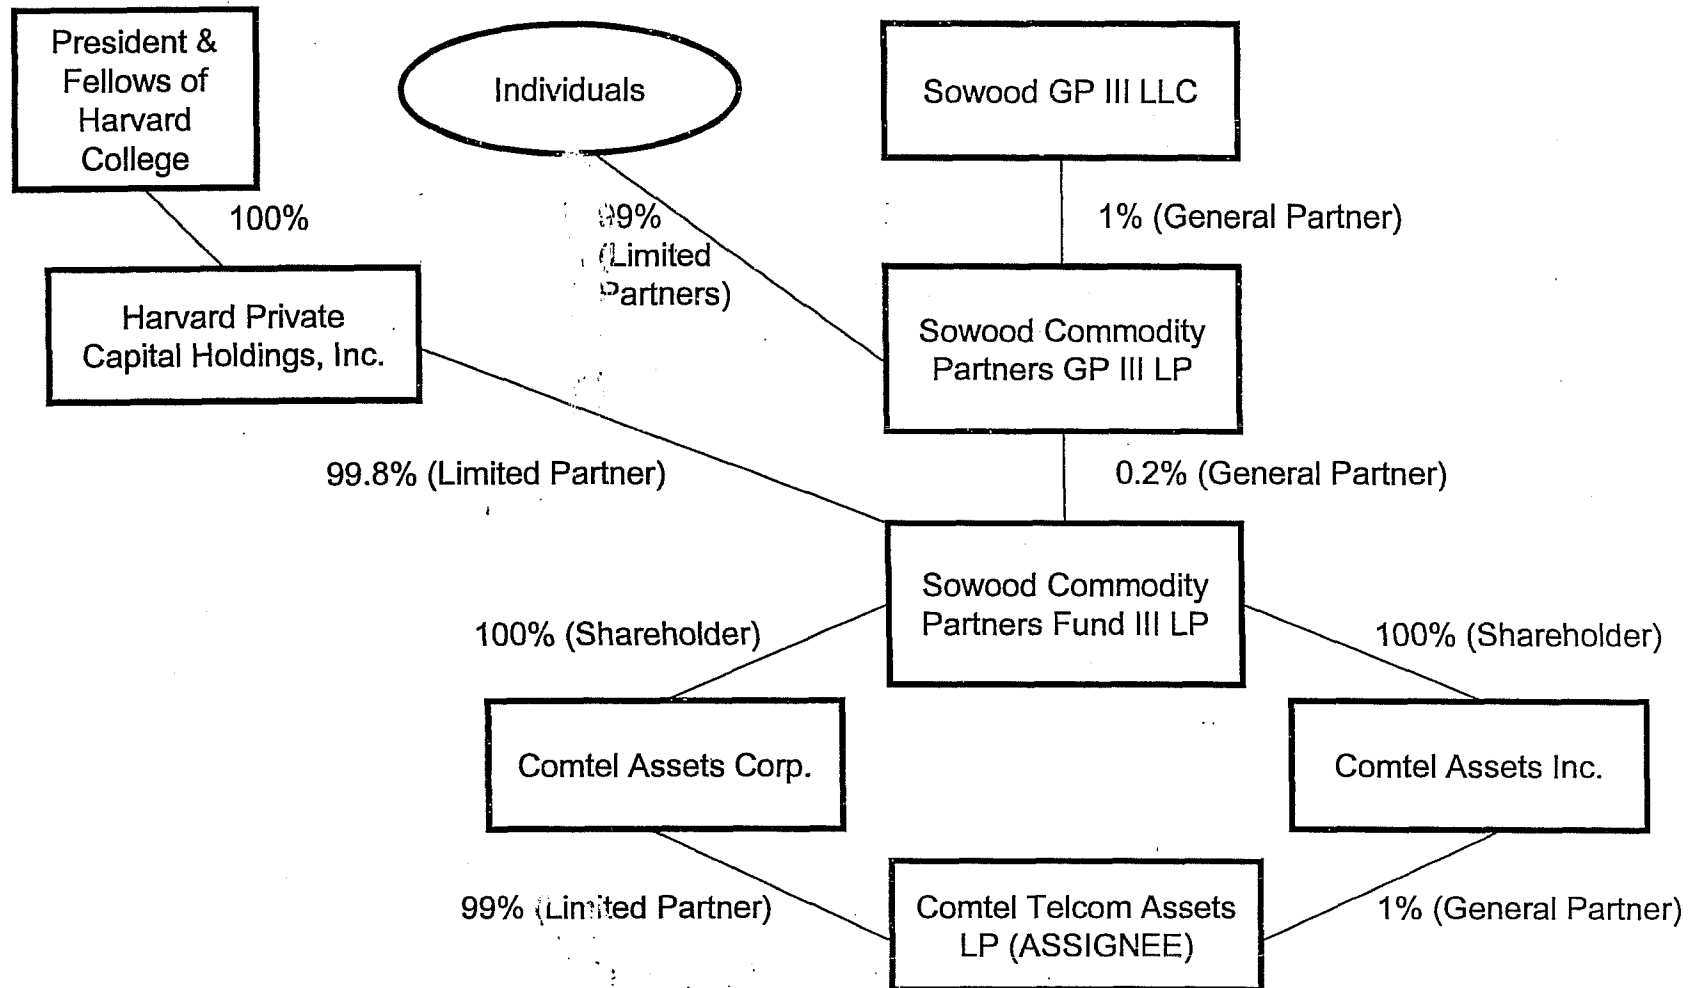 President &
Fellows of
Harvard
College
Individuals
Sowood GP III LLC
100%
99%
(Limited
Partners)
1% (General Partner)
Harvard Private
Capital Holdings, Inc.
Sowood Commodity
Partners GP III LP
99.8% (Limited Partner)
0.2% (General Partner)
Sowood Commodity
Partners Fund III LP
100% (Shareholder)
100% (Shareholder)
Comtel Assets Corp.
Comtel Assets Inc.
99% (Limited Partner)
Comtel Telcom Assets
LP (ASSIGNEE)
1% (General Partner)